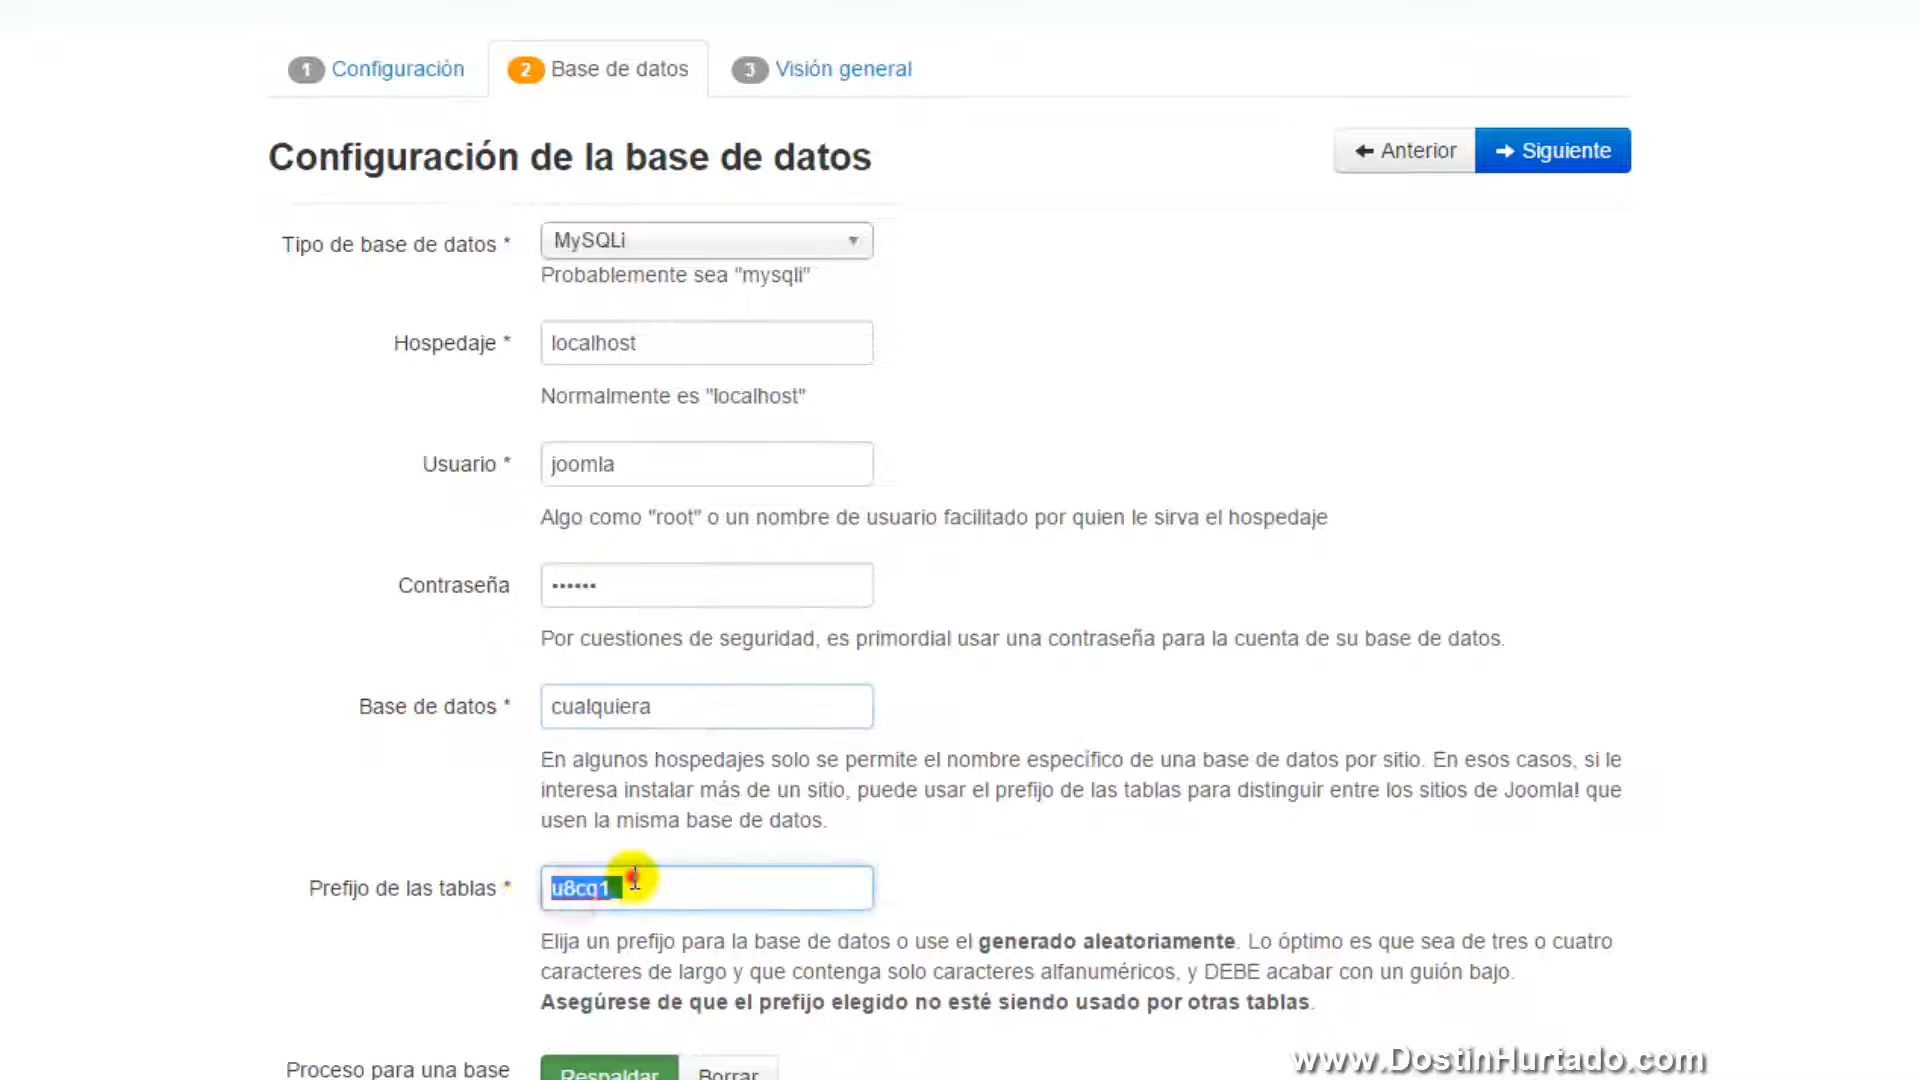 1 Configuración
2 Base de datos
3 Visión general
Configuración de la base de datos
Anterior
Siguiente
Tipo de base de datos *
MySQLi
Probablemente sea "mysqli"
Hospedaje *
localhost
Normalmente es "localhost"
Usuario *
joomla
Algo como "root" o un nombre de usuario facilitado por quien le sirva el hospedaje
Contraseña
••••••
Por cuestiones de seguridad, es primordial usar una contraseña para la cuenta de su base de datos.
Base de datos *
cualquiera
En algunos hospedajes solo se permite el nombre específico de una base de datos por sitio. En esos casos, si le
interesa instalar más de un sitio, puede usar el prefijo de las tablas para distinguir entre los sitios de Joomla! que
usen la misma base de datos.
Prefijo de las tablas *
u8cq1_
Elija un prefijo para la base de datos o use el generado aleatoriamente. Lo óptimo es que sea de tres o cuatro
caracteres de largo y que contenga solo caracteres alfanuméricos, y DEBE acabar con un guión bajo.
Asegúrese de que el prefijo elegido no esté siendo usado por otras tablas.
Proceso para una base
Respaldar
Borrar
www.DostinHurtado.com